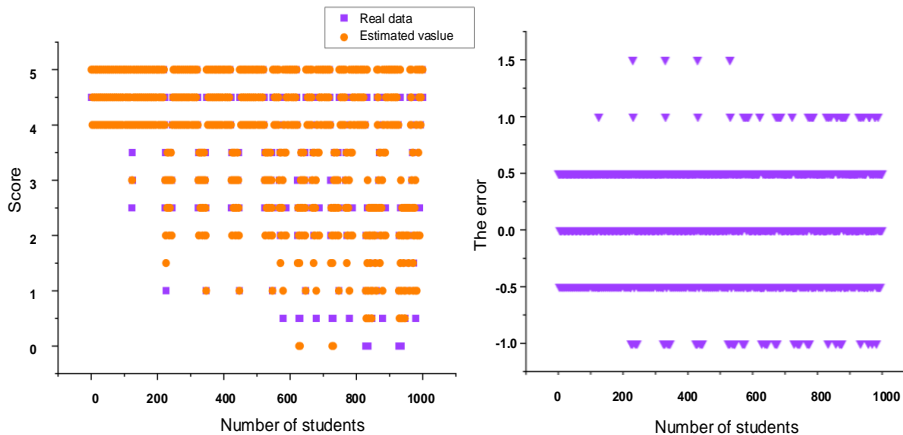 Real data
Estimated vaslue
Score
5
4
3
2
1
0
0 200 400 600 800 1000
Number of students
The error
1.5
1.0
0.5
0.0
-0.5
-1.0
0 200 400 600 800 1000
Number of students